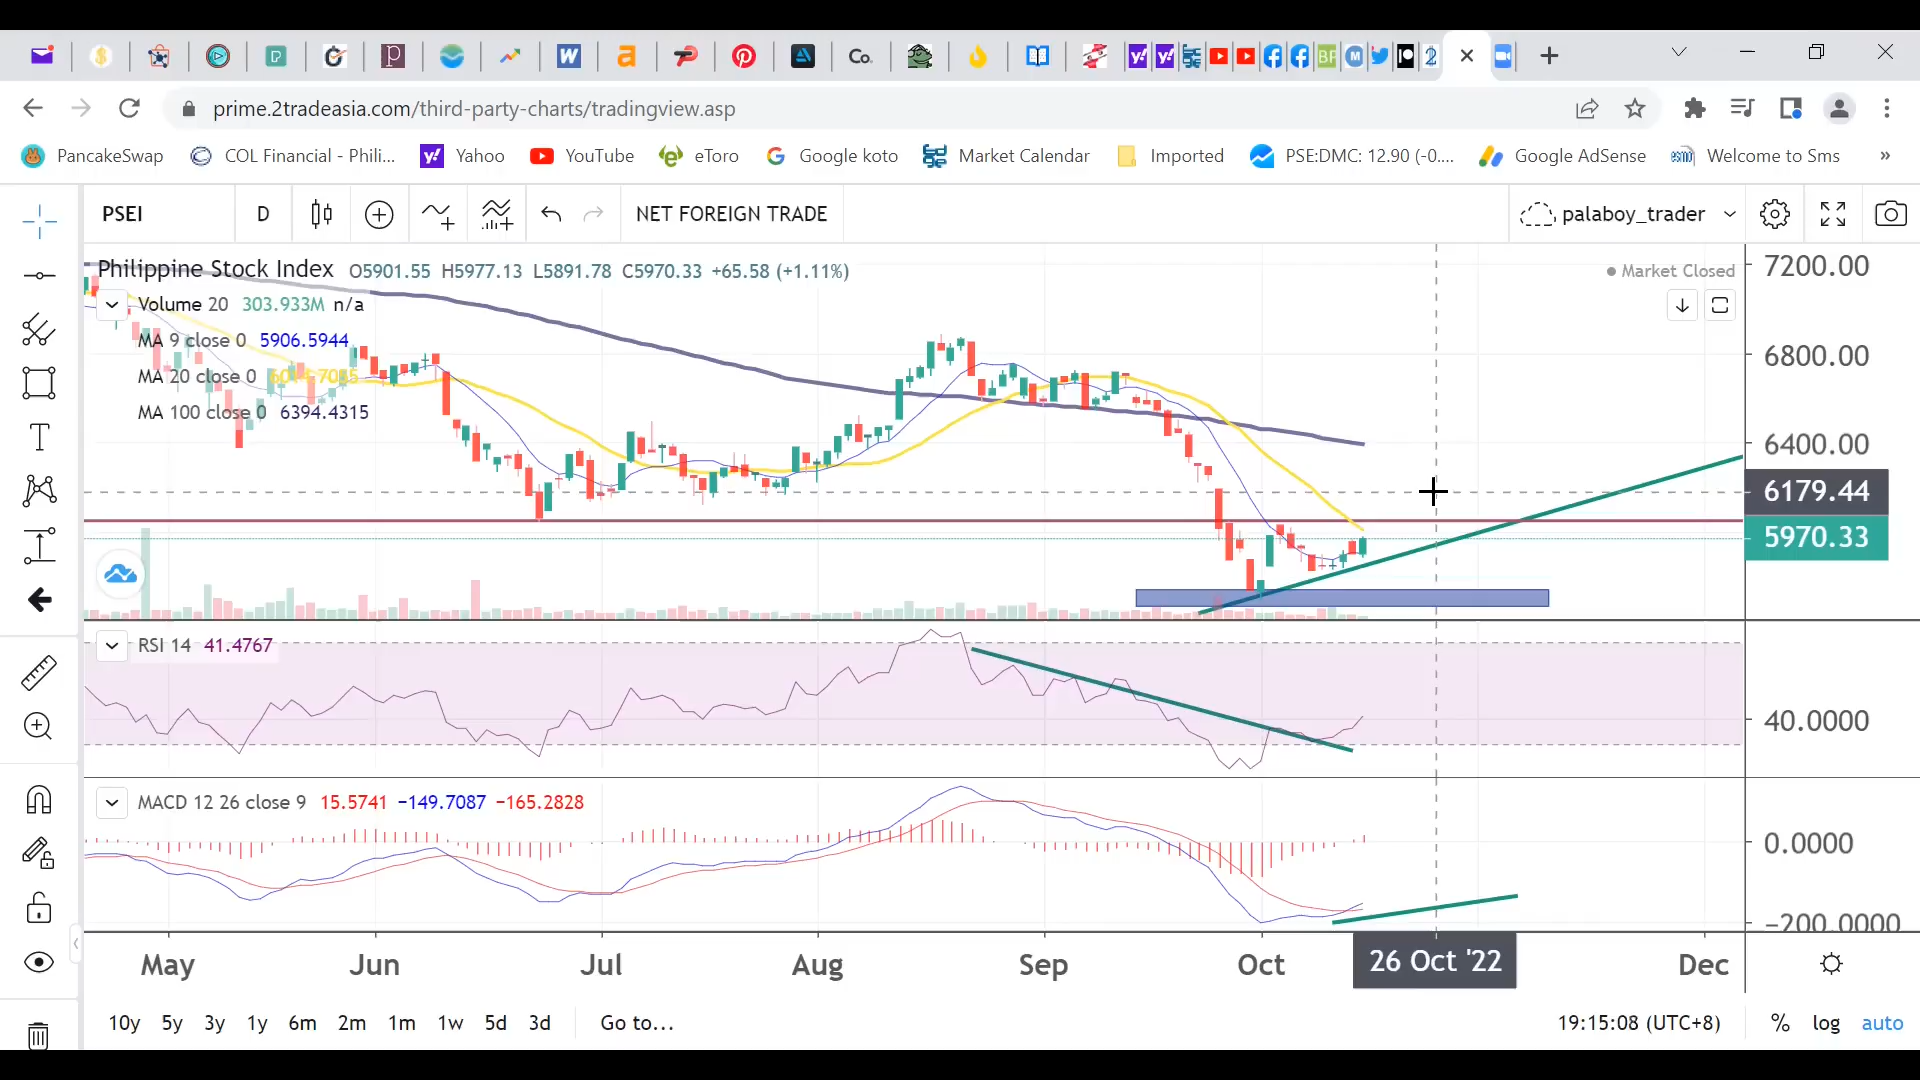 prime.2tradeasia.com/third-party-charts/tradingview.asp
PancakeSwap COL Financial - Phili... Yahoo YouTube eToro Google koto Market Calendar Imported PSE:DMC: 12.90 (-0.... Google AdSense Welcome to Sms »
PSEI D NET FOREIGN TRADE palaboy_trader
Philippine Stock Index O5901.55 H5977.13 L5891.78 C5970.33 +65.58 (+1.11%) Market Closed
Volume 20 303.933M n/a
MA 9 close 0 5906.5944
MA 20 close 0
MA 100 close 0 6394.4315
7200.00
6800.00
6400.00
6179.44
5970.33
RSI 14 41.4767
40.0000
MACD 12 26 close 9 15.5741 −149.7087 −165.2828
0.0000
−200.0000
May Jun Jul Aug Sep Oct 26 Oct '22 Dec
10y 5y 3y 1y 6m 2m 1m 1w 5d 3d Go to... 19:15:08 (UTC+8) % log auto